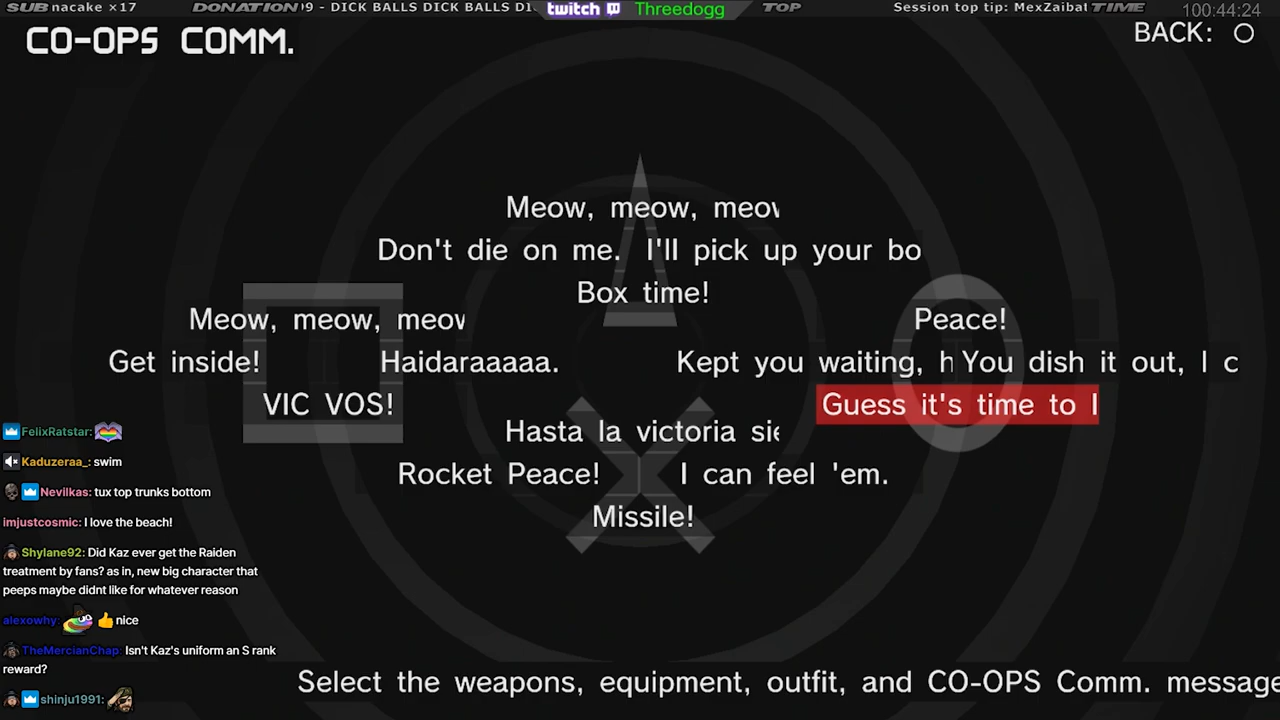 SUB nacake ×17 DONATION 99 - DICK BALLS DICK BALLS DI twitch Threedogg TOP Session top tip: MexZaibat TIME 100:44:24
CO-OPS COMM.
BACK: ○
Meow, meow, meow
Don't die on me. I'll pick up your bo
Box time!
Meow, meow, meow
Peace!
Get inside! Haidaraaaaa. Kept you waiting, h You dish it out, I c
VIC VOS! Guess it's time to l
Hasta la victoria sie
Rocket Peace! I can feel 'em.
Missile!
FelixRatstar:
Kaduzeraa_: swim
Nevilkas: tux top trunks bottom
imjustcosmic: I love the beach!
Shylane92: Did Kaz ever get the Raiden
treatment by fans? as in, new big character that
peeps maybe didnt like for whatever reason
alexowhy: nice
TheMercianChap: Isn't Kaz's uniform an S rank
reward?
shinju1991:
Select the weapons, equipment, outfit, and CO-OPS Comm. message